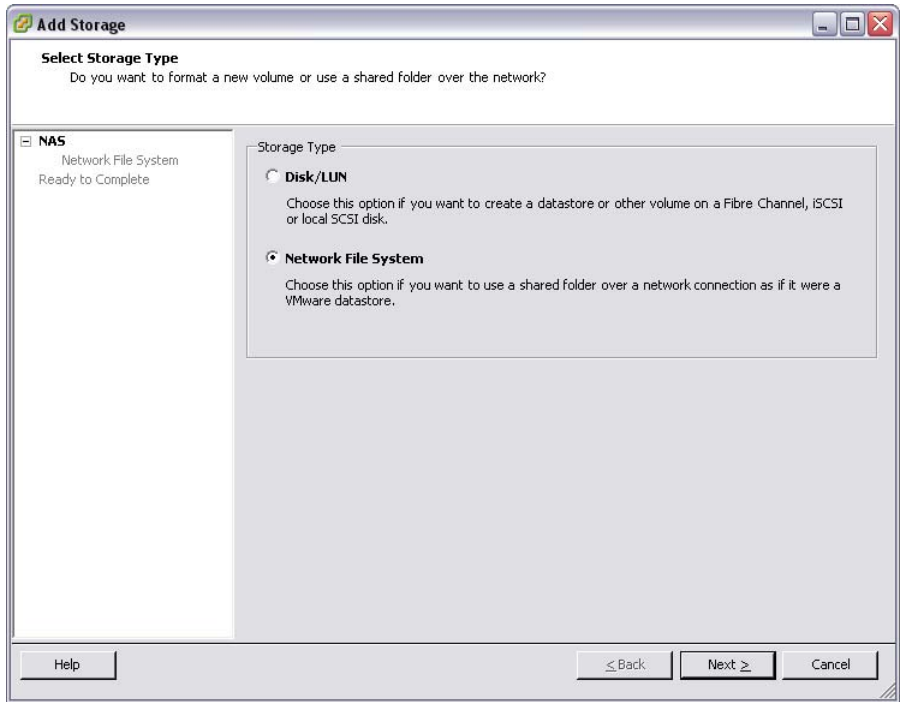 Add Storage
Select Storage Type
Do you want to format a new volume or use a shared folder over the network?
NAS
Network File System
Ready to Complete
Storage Type
Disk/LUN
Choose this option if you want to create a datastore or other volume on a Fibre Channel, iSCSI
or local SCSI disk.
Network File System
Choose this option if you want to use a shared folder over a network connection as if it were a
VMware datastore.
Help
< Back
Next >
Cancel